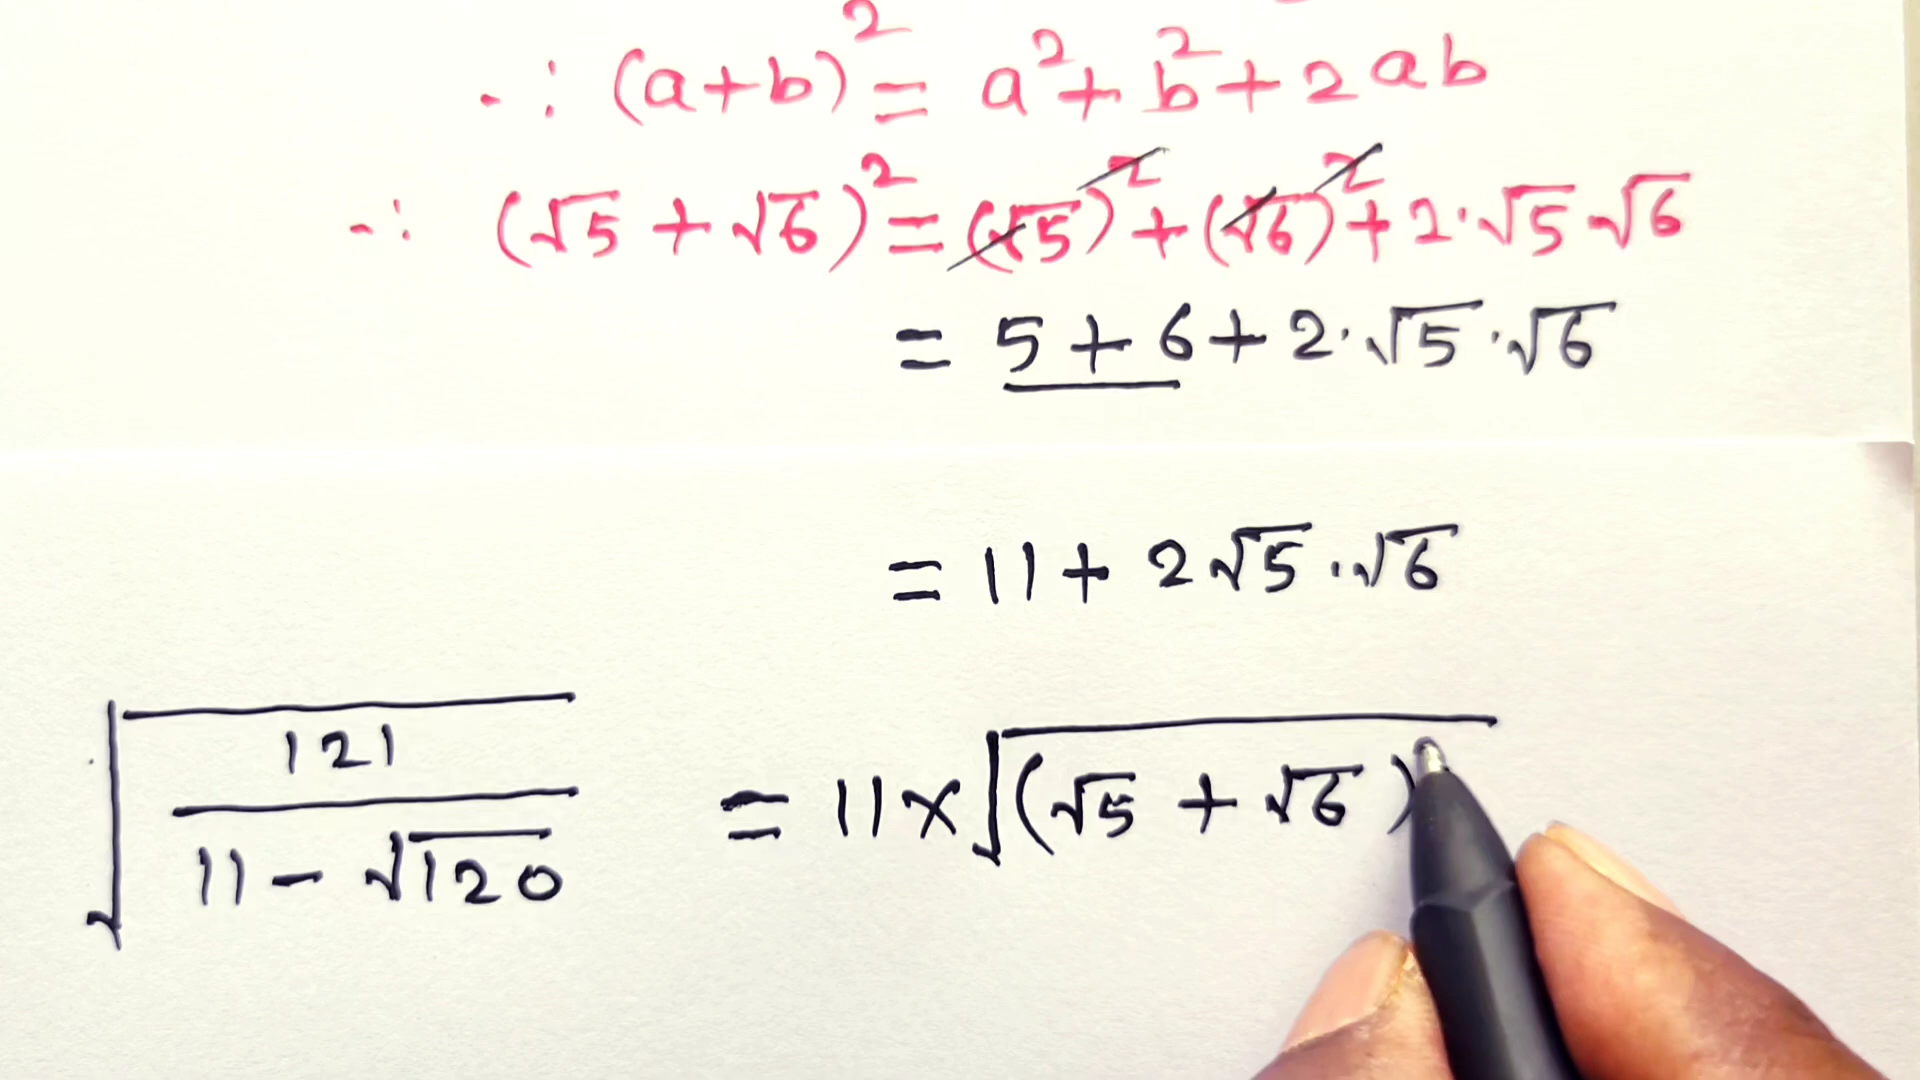 ∴ (a+b)² = a² + b² + 2ab
∴ (√5 + √6)² = (√5)² + (√6)² + 2·√5·√6
= 5 + 6 + 2·√5·√6
= 11 + 2√5·√6
√(121/(11-√120)) = 11×√(√5 + √6)